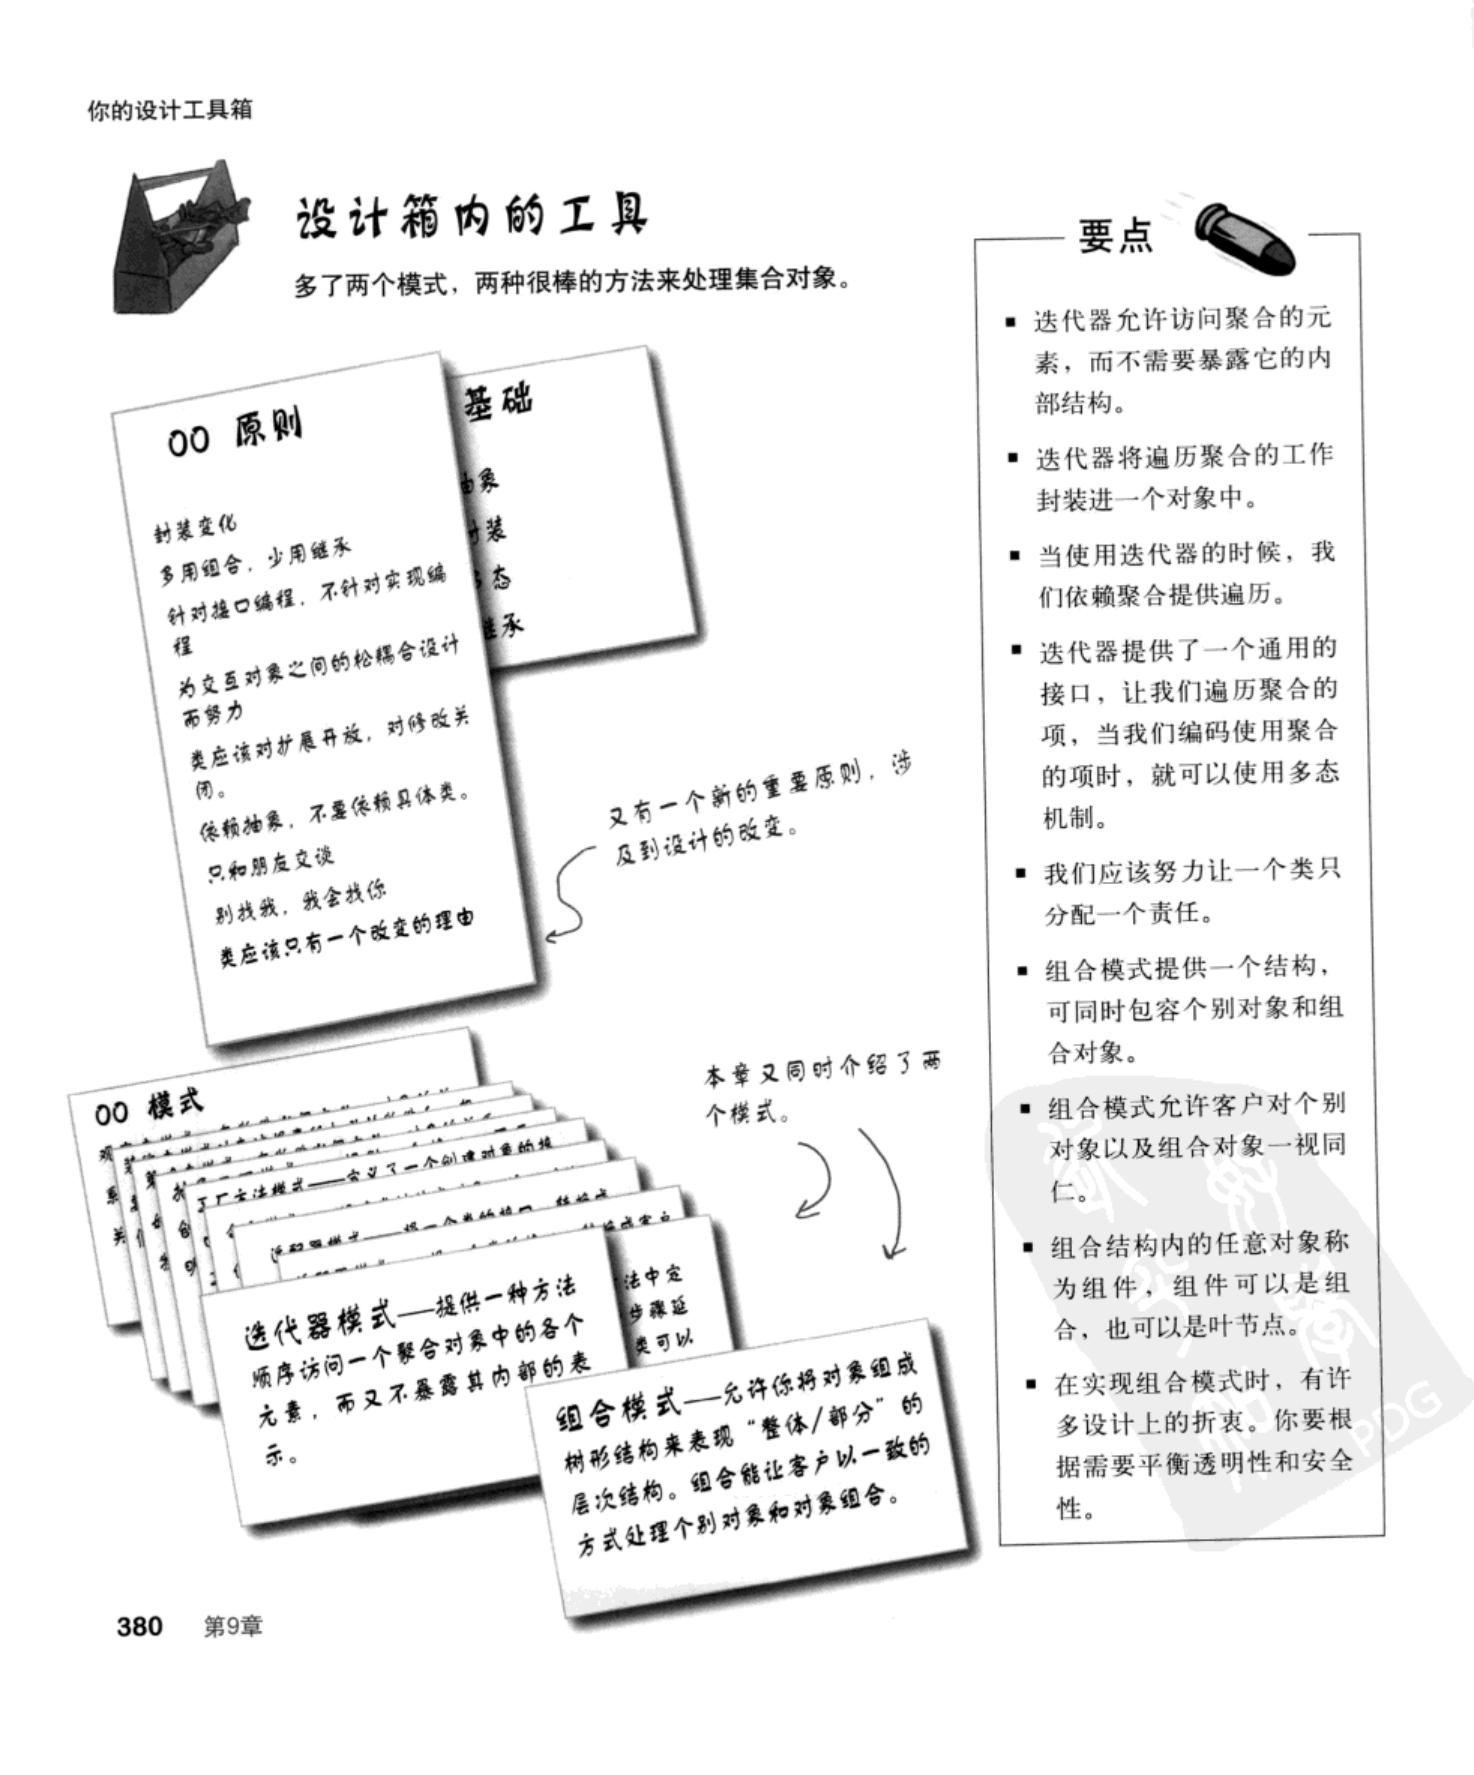 你的设计工具箱
设计箱内的工具
多了两个模式，两种很棒的方法来处理集合对象。
OO 原则
封装变化
多用组合，少用继承
针对接口编程，不针对实现编
程
为交互对象之间的松耦合设计
而努力
类应该对扩展开放，对修改关
闭。
依赖抽象，不要依赖具体类。
只和朋友交谈
别找我，我会找你
类应该只有一个改变的理由
基础
象
装
态
承
又有一个新的重要原则，涉
及到设计的改变。
OO 模式
工厂方法模式——定义了一个创建对象的接
法中定
步骤延
类可以
迭代器模式——提供一种方法
顺序访问一个聚合对象中的各个
元素，而又不暴露其内部的表
示。
本章又同时介绍了两
个模式。
组合模式——允许你将对象组成
树形结构来表现“整体/部分”的
层次结构。组合能让客户以一致的
方式处理个别对象和对象组合。
要点
▪ 迭代器允许访问聚合的元
素，而不需要暴露它的内
部结构。
▪ 迭代器将遍历聚合的工作
封装进一个对象中。
▪ 当使用迭代器的时候，我
们依赖聚合提供遍历。
▪ 迭代器提供了一个通用的
接口，让我们遍历聚合的
项，当我们编码使用聚合
的项时，就可以使用多态
机制。
▪ 我们应该努力让一个类只
分配一个责任。
▪ 组合模式提供一个结构，
可同时包容个别对象和组
合对象。
▪ 组合模式允许客户对个别
对象以及组合对象一视同
仁。
▪ 组合结构内的任意对象称
为组件，组件可以是组
合，也可以是叶节点。
▪ 在实现组合模式时，有许
多设计上的折衷。你要根
据需要平衡透明性和安全
性。
PDG
380 第9章